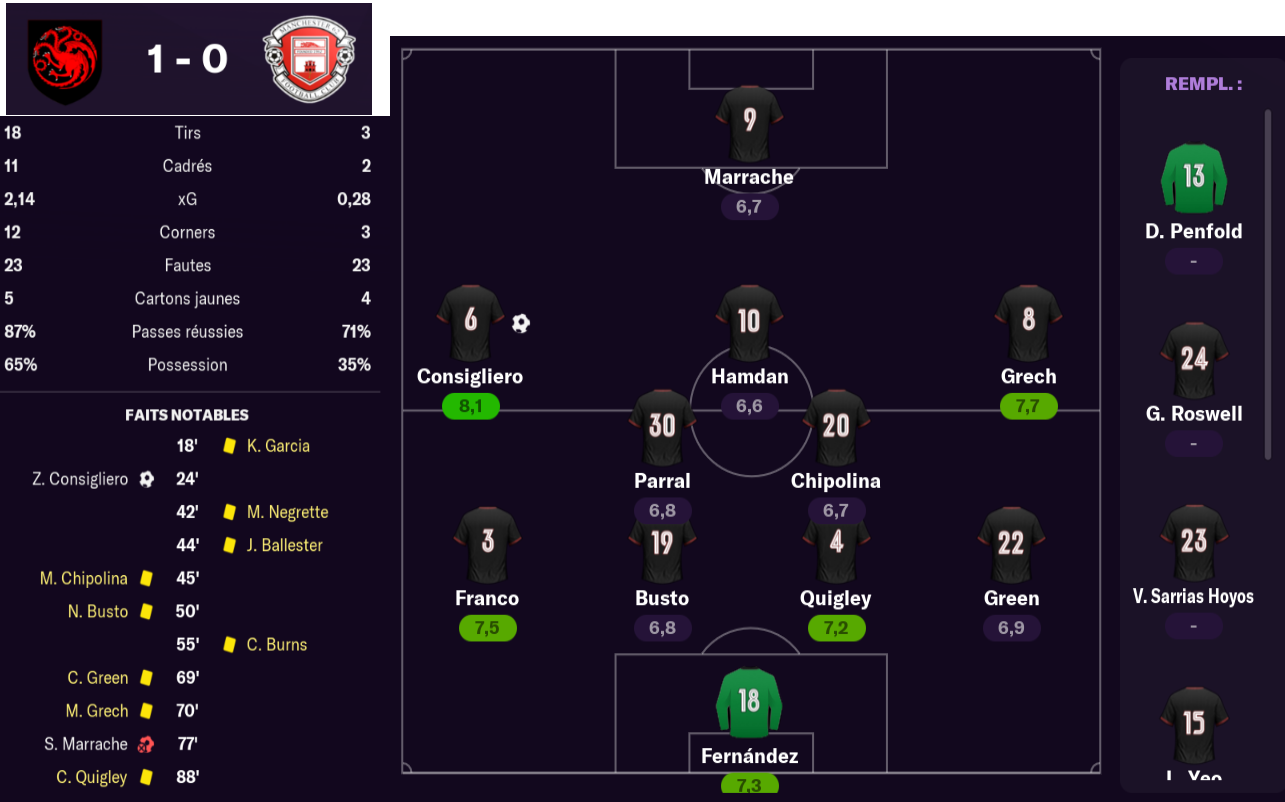 1 - 0
MANCHESTER 62
FOOTBALL CLUB
18 Tirs 3
11 Cadrés 2
2,14 xG 0,28
12 Corners 3
23 Fautes 23
5 Cartons jaunes 4
87% Passes réussies 71%
65% Possession 35%
FAITS NOTABLES
18' K. Garcia
Z. Consigliero 24'
42' M. Negrette
44' J. Ballester
M. Chipolina 45'
N. Busto 50'
55' C. Burns
C. Green 69'
M. Grech 70'
S. Marrache 77'
C. Quigley 88'
9
Marrache
6,7
6 10 8
Consigliero Hamdan Grech
8,1 6,6 7,7
30 20
Parral Chipolina
6,8 6,7
3 19 4 22
Franco Busto Quigley Green
7,5 6,8 7,2 6,9
18
Fernández
7,3
REMPL. :
13
D. Penfold
-
24
G. Roswell
-
23
V. Sarrias Hoyos
-
15
L. Yeo